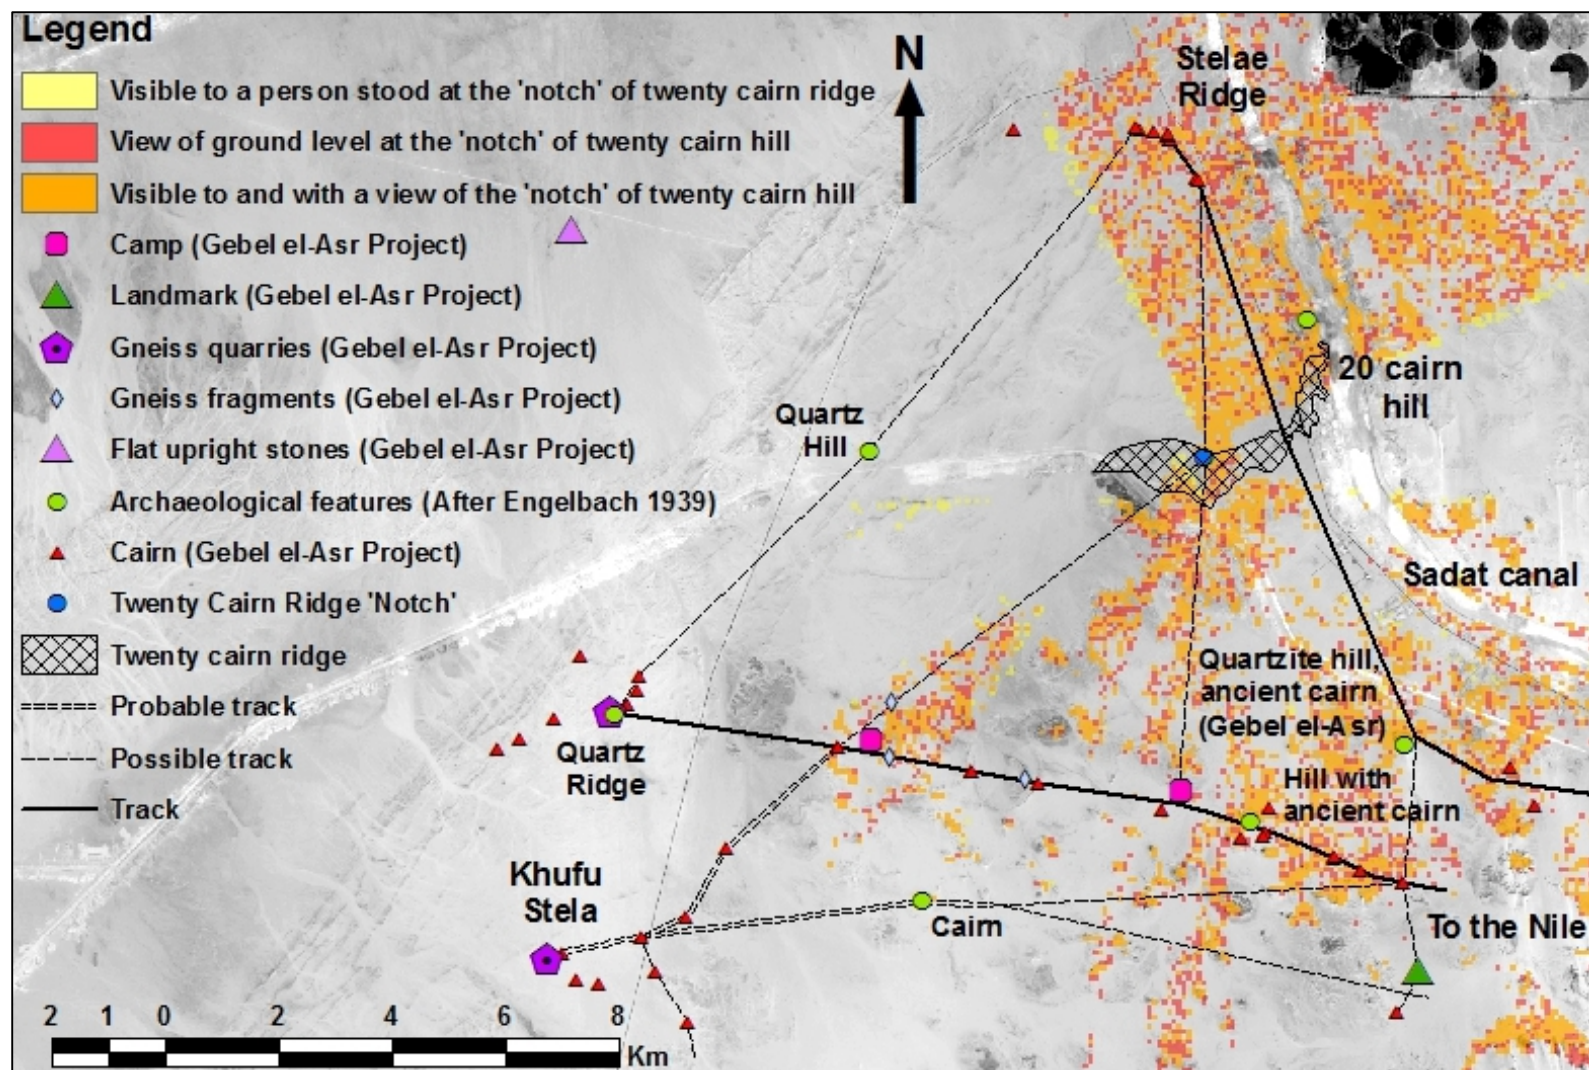 Legend
Visible to a person stood at the 'notch' of twenty cairn ridge
View of ground level at the 'notch' of twenty cairn hill
Visible to and with a view of the 'notch' of twenty cairn hill
Camp (Gebel el-Asr Project)
Landmark (Gebel el-Asr Project)
Gneiss quarries (Gebel el-Asr Project)
Gneiss fragments (Gebel el-Asr Project)
Flat upright stones (Gebel el-Asr Project)
Archaeological features (After Engelbach 1939)
Cairn (Gebel el-Asr Project)
Twenty Cairn Ridge 'Notch'
Twenty cairn ridge
Probable track
Possible track
Track
N
Stelae
Ridge
20 cairn
hill
Quartz
Hill
Sadat canal
Quartzite hill,
ancient cairn
(Gebel el-Asr)
Quartz
Ridge
Hill with
ancient cairn
Khufu
Stela
Cairn
To the Nile
2 1 0 2 4 6 8
Km